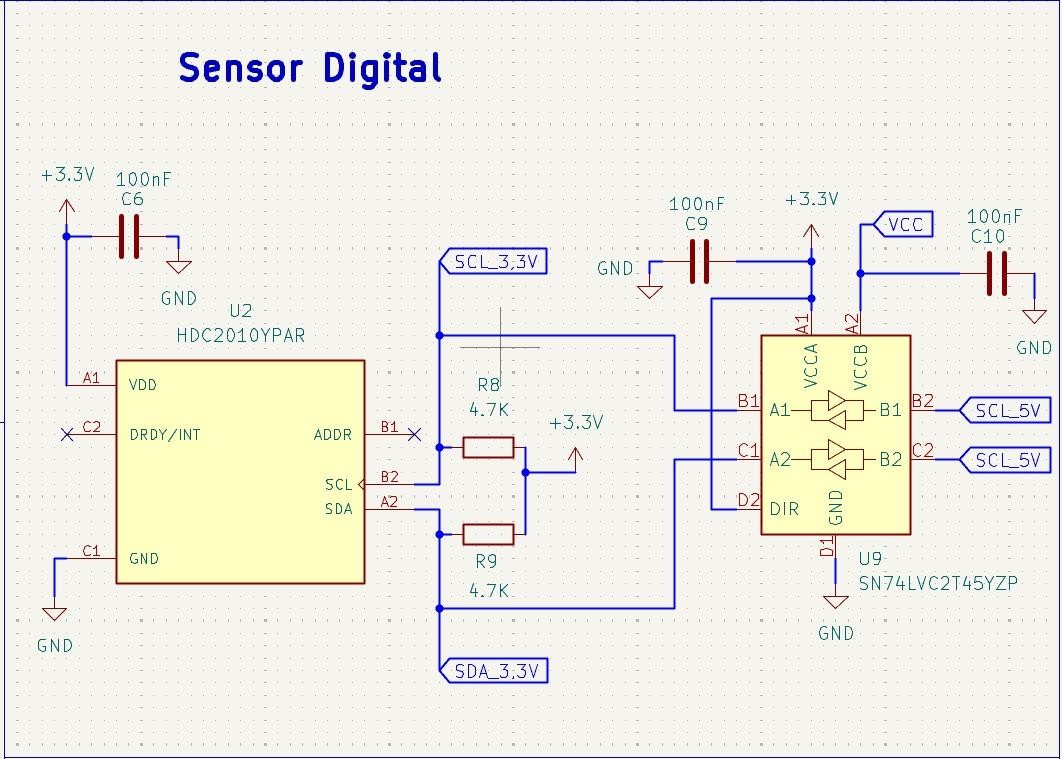 Sensor Digital
+3.3V
100nF
C6
GND
U2
HDC2010YPAR
A1
VDD
C2
DRDY/INT
ADDR
B1
SCL
B2
SDA
A2
C1
GND
GND
SCL_3,3V
R8
4.7K
+3.3V
R9
4.7K
SDA_3,3V
100nF
C9
GND
+3.3V
VCC
100nF
C10
GND
A1
A2
VCCA
VCCB
B1
A1
B1
B2
SCL_5V
C1
A2
B2
C2
SCL_5V
D2
DIR
GND
D1
U9
SN74LVC2T45YZP
GND